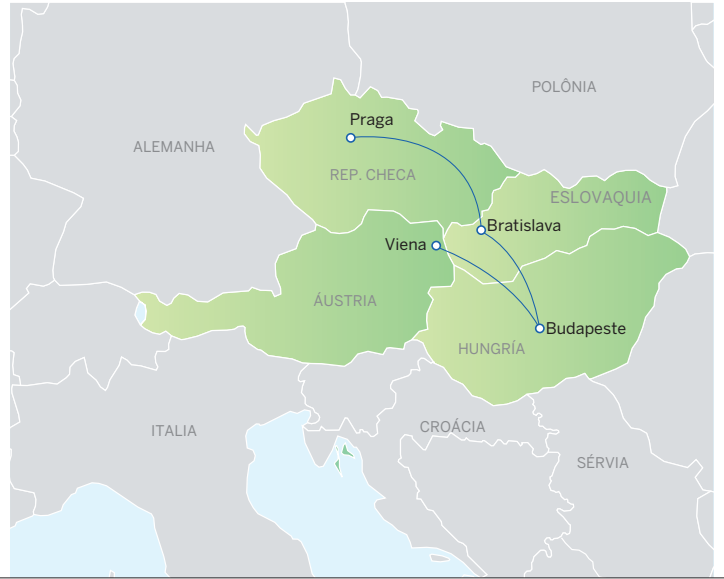 POLÔNIA
Praga
ALEMANHA
REP. CHECA
ESLOVAQUIA
Bratislava
Viena
ÁUSTRIA
Budapeste
HUNGRÍA
CROÁCIA
ITALIA
SÉRVIA